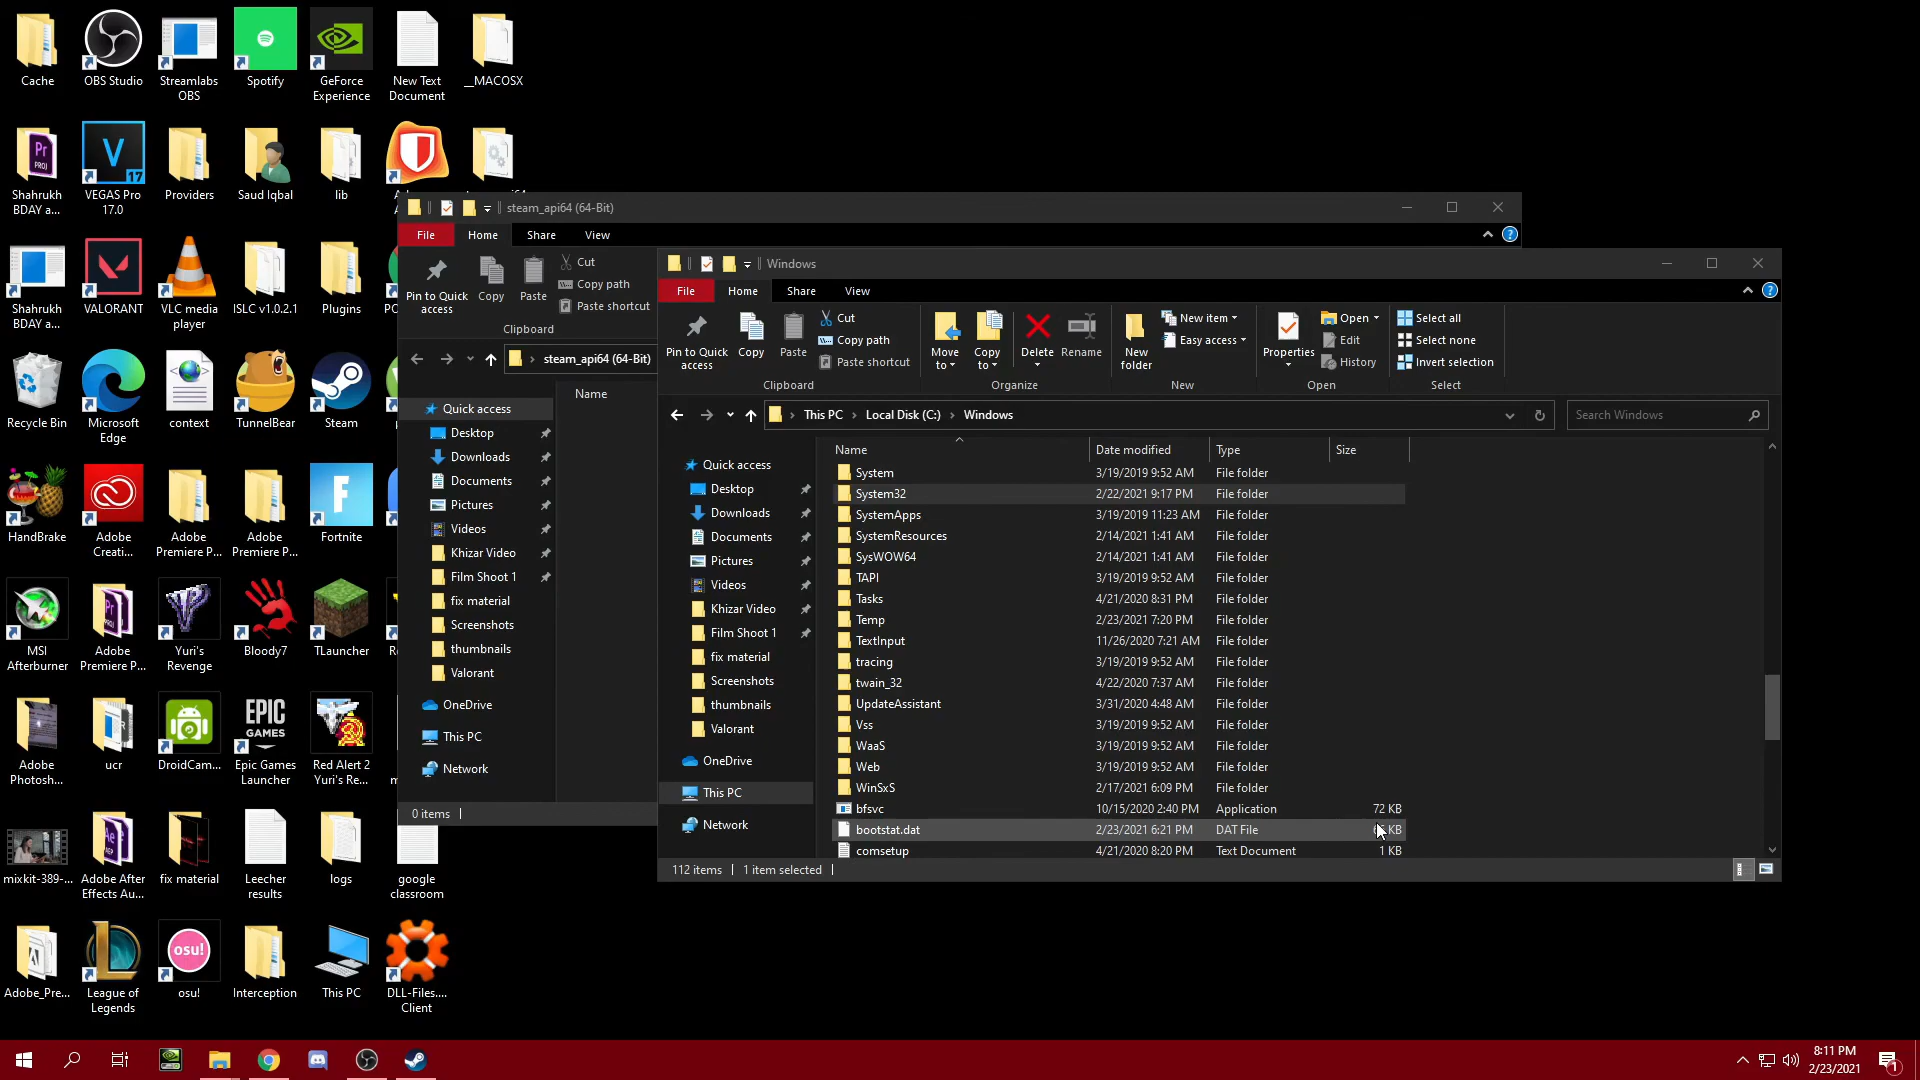 Cache
OBS Studio
Streamlabs
OBS
Spotify
GeForce
Experience
New Text
Document
__MACOSX
Shahrukh
BDAY a...
VEGAS Pro
17.0
Providers
Saud Iqbal
lib
Shahrukh
BDAY a...
VALORANT
VLC media
player
ISLC v1.0.2.1
Plugins
Recycle Bin
Microsoft
Edge
context
TunnelBear
Steam
HandBrake
Adobe
Creati...
Adobe
Premiere P...
Adobe
Premiere P...
Fortnite
MSI
Afterburner
Adobe
Premiere P...
Yuri's
Revenge
Bloody7
TLauncher
Adobe
Photosh...
ucr
DroidCam...
Epic Games
Launcher
Red Alert 2
Yuri's Re...
mixkit-389-...
Adobe After
Effects Au...
fix material
Leecher
results
logs
google
classroom
Adobe_Pre...
League of
Legends
osu!
Interception
This PC
DLL-Files....
Client
steam_api64 (64-Bit)
File
Home
Share
View
Pin to Quick
access
Copy
Paste
Cut
Copy path
Paste shortcut
Clipboard
steam_api64 (64-Bit)
Name
Quick access
Desktop
Downloads
Documents
Pictures
Videos
Khizar Video
Film Shoot 1
fix material
Screenshots
thumbnails
Valorant
OneDrive
This PC
Network
0 items
Windows
File
Home
Share
View
Pin to Quick
access
Copy
Paste
Cut
Copy path
Paste shortcut
Clipboard
Move
to
Copy
to
Delete
Rename
Organize
New
folder
New item
Easy access
New
Properties
Open
Edit
History
Open
Select all
Select none
Invert selection
Select
This PC
Local Disk (C:)
Windows
Search Windows
Quick access
Desktop
Downloads
Documents
Pictures
Videos
Khizar Video
Film Shoot 1
fix material
Screenshots
thumbnails
Valorant
OneDrive
This PC
Network
Name Date modified Type Size
System 3/19/2019 9:52 AM File folder
System32 2/22/2021 9:17 PM File folder
SystemApps 3/19/2019 11:23 AM File folder
SystemResources 2/14/2021 1:41 AM File folder
SysWOW64 2/14/2021 1:41 AM File folder
TAPI 3/19/2019 9:52 AM File folder
Tasks 4/21/2020 8:31 PM File folder
Temp 2/23/2021 7:20 PM File folder
TextInput 11/26/2020 7:21 AM File folder
tracing 3/19/2019 9:52 AM File folder
twain_32 4/22/2020 7:37 AM File folder
UpdateAssistant 3/31/2020 4:48 AM File folder
Vss 3/19/2019 9:52 AM File folder
WaaS 3/19/2019 9:52 AM File folder
Web 3/19/2019 9:52 AM File folder
WinSxS 2/17/2021 6:09 PM File folder
bfsvc 10/15/2020 2:40 PM Application 72 KB
bootstat.dat 2/23/2021 6:21 PM DAT File KB
comsetup 4/21/2020 8:20 PM Text Document 1 KB
112 items
1 item selected
8:11 PM
2/23/2021
1